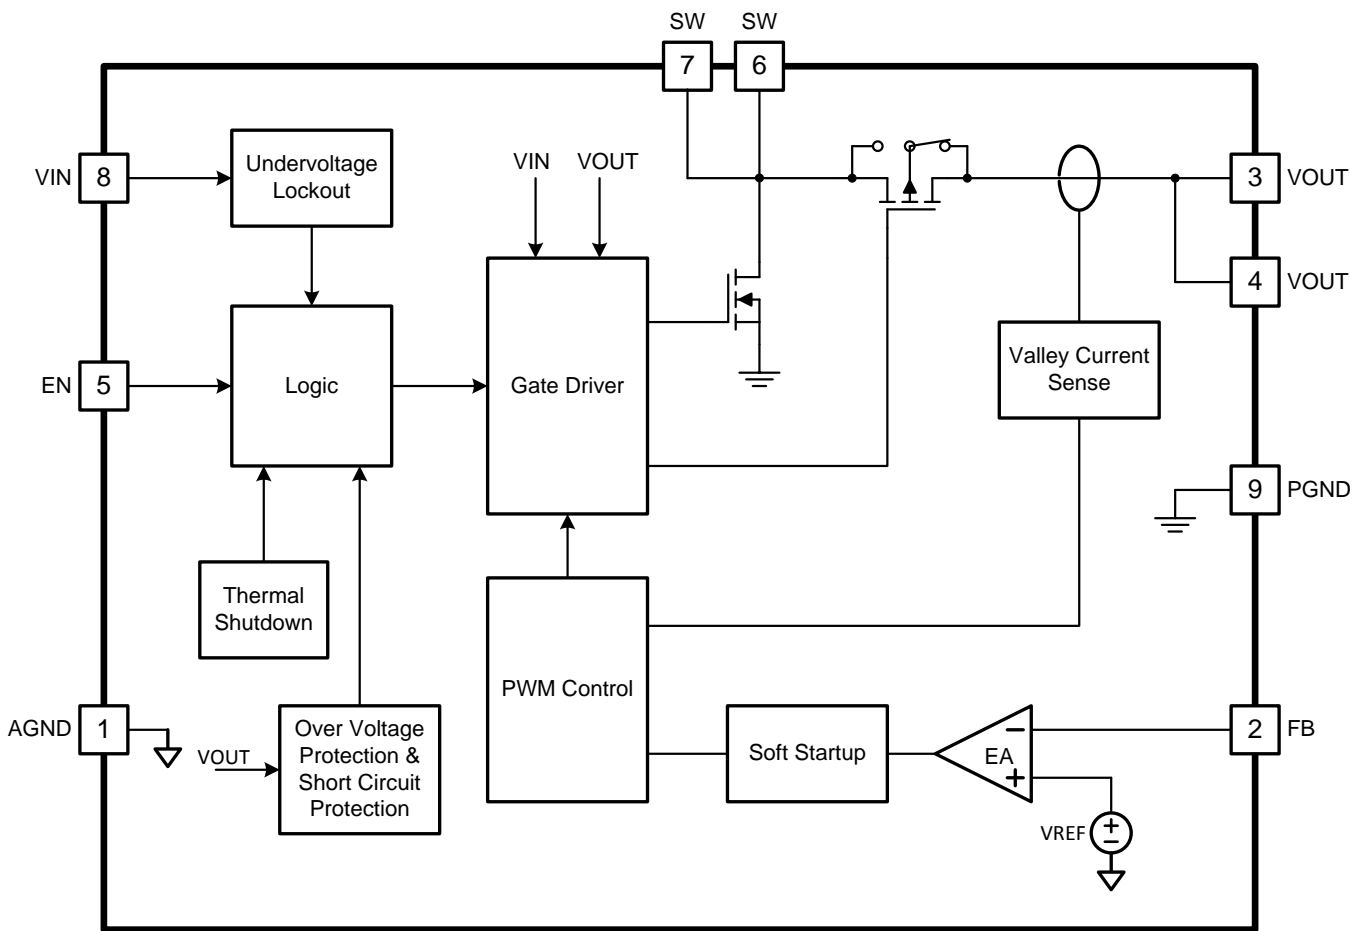 SW
SW
7
6
VIN
8
Undervoltage
Lockout
VIN
VOUT
3
VOUT
4
VOUT
EN
5
Logic
Gate Driver
Valley Current
Sense
9
PGND
Thermal
Shutdown
PWM Control
AGND
1
VOUT
Over Voltage
Protection &
Short Circuit
Protection
Soft Startup
EA
2
FB
VREF